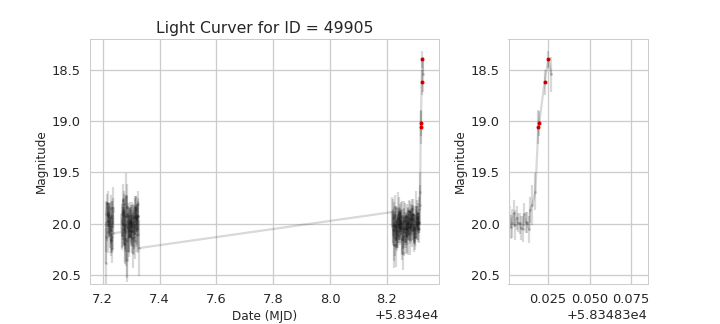 Light Curver for ID = 49905
Magnitude
18.5
19.0
19.5
20.0
20.5
7.2 7.4 7.6 7.8 8.0 8.2
Date (MJD)
+5.834e4
Magnitude
18.5
19.0
19.5
20.0
20.5
0.025 0.050 0.075
+5.83483e4